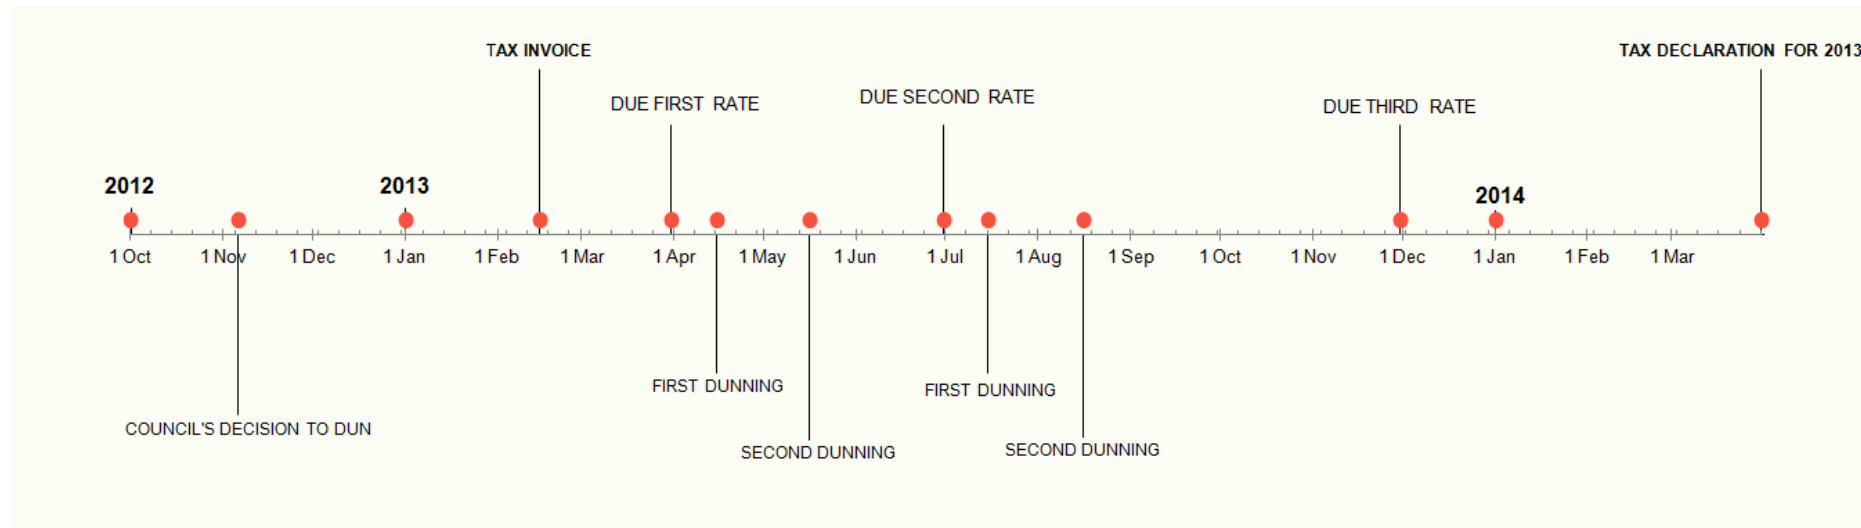 TAX INVOICE
TAX DECLARATION FOR 2013
DUE FIRST RATE
DUE SECOND RATE
DUE THIRD RATE
2012
2013
2014
1 Oct
1 Nov
1 Dec
1 Jan
1 Feb
1 Mar
1 Apr
1 May
1 Jun
1 Jul
1 Aug
1 Sep
1 Oct
1 Nov
1 Dec
1 Jan
1 Feb
1 Mar
FIRST DUNNING
FIRST DUNNING
COUNCIL'S DECISION TO DUN
SECOND DUNNING
SECOND DUNNING